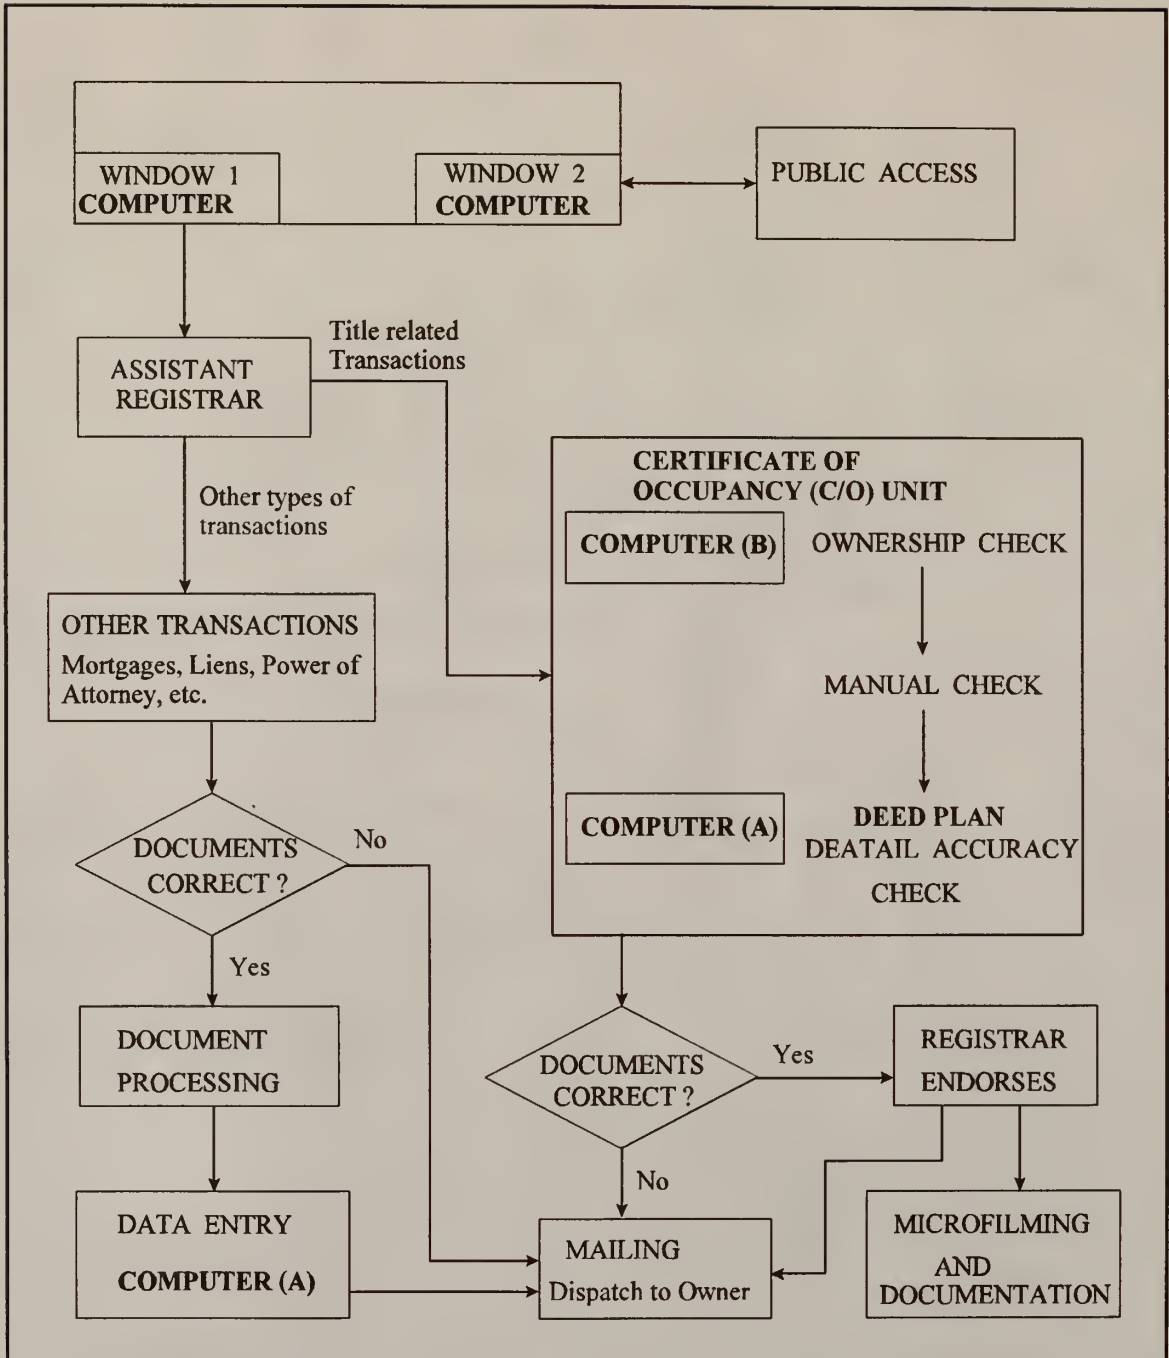 WINDOW 1
COMPUTER
WINDOW 2
COMPUTER
PUBLIC ACCESS
Title related
Transactions
ASSISTANT
REGISTRAR
Other types of
transactions
CERTIFICATE OF
OCCUPANCY (C/O) UNIT
COMPUTER (B)
OWNERSHIP CHECK
MANUAL CHECK
COMPUTER (A)
DEED PLAN
DEATAIL ACCURACY
CHECK
OTHER TRANSACTIONS
Mortgages, Liens, Power of
Attorney, etc.
DOCUMENTS
CORRECT ?
No
Yes
DOCUMENT
PROCESSING
DATA ENTRY
COMPUTER (A)
DOCUMENTS
CORRECT ?
Yes
No
REGISTRAR
ENDORSES
MAILING
Dispatch to Owner
MICROFILMING
AND
DOCUMENTATION